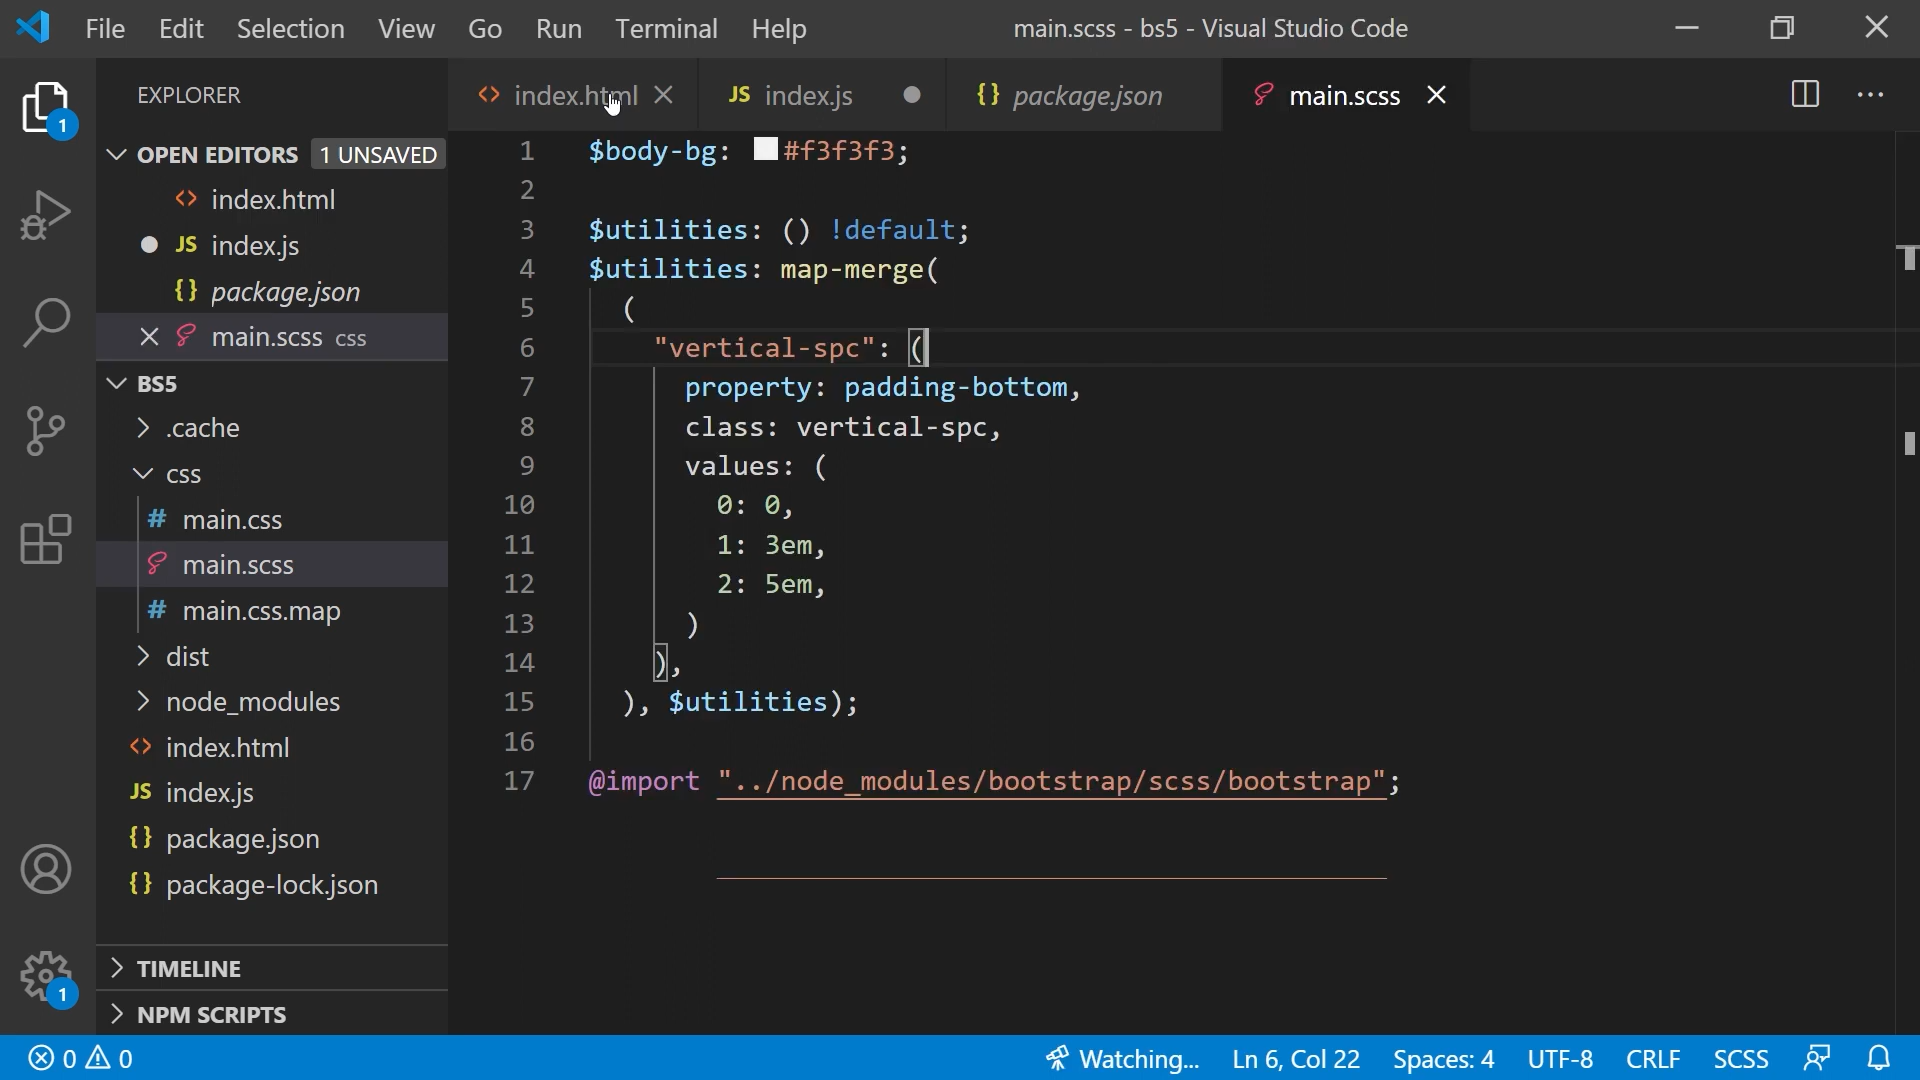 File Edit Selection View Go Run Terminal Help main.scss - bs5 - Visual Studio Code
EXPLORER
OPEN EDITORS 1 UNSAVED
index.html
JS index.js
{} package.json
main.scss css
BS5
.cache
css
# main.css
main.scss
# main.css.map
dist
node_modules
<> index.html
JS index.js
{} package.json
{} package-lock.json
TIMELINE
NPM SCRIPTS
1
1
<> index.html JS index.js {} package.json main.scss
1 $body-bg: #f3f3f3;
2
3 $utilities: () !default;
4 $utilities: map-merge(
5 (
6 "vertical-spc": (
7 property: padding-bottom,
8 class: vertical-spc,
9 values: (
10 0: 0,
11 1: 3em,
12 2: 5em,
13 )
14 ),
15 ), $utilities);
16
17 @import "../node_modules/bootstrap/scss/bootstrap";
0 0 Watching... Ln 6, Col 22 Spaces: 4 UTF-8 CRLF SCSS